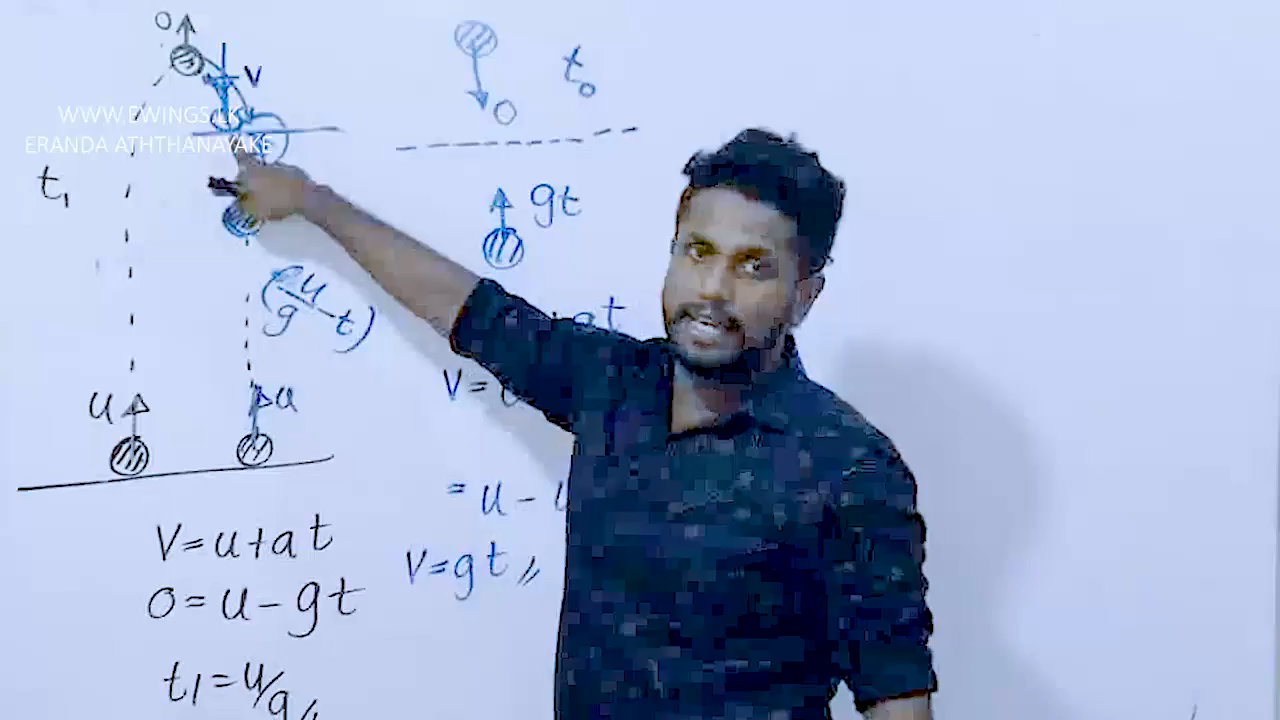 0
V
WWW.EWINGS.LK
ERANDA ATHTHANAYAKE
t₁
u
u
V=u+at
0=u-gt
t₁=u/g
t₀
0
gt
V=
= u -
V=gt